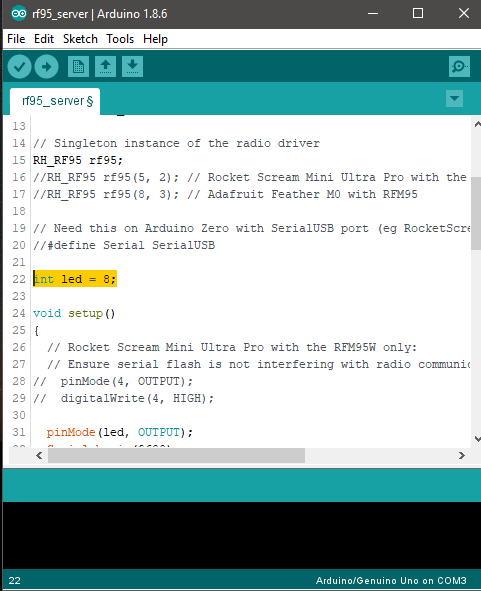 rf95_server | Arduino 1.8.6
File Edit Sketch Tools Help
rf95_server §
13
14 // Singleton instance of the radio driver
15 RH_RF95 rf95;
16 //RH_RF95 rf95(5, 2); // Rocket Scream Mini Ultra Pro with the
17 //RH_RF95 rf95(8, 3); // Adafruit Feather M0 with RFM95
18
19 // Need this on Arduino Zero with SerialUSB port (eg RocketScre
20 //#define Serial SerialUSB
21
22 int led = 8;
23
24 void setup()
25 {
26 // Rocket Scream Mini Ultra Pro with the RFM95W only:
27 // Ensure serial flash is not interfering with radio communic
28 // pinMode(4, OUTPUT);
29 // digitalWrite(4, HIGH);
30
31 pinMode(led, OUTPUT);
22 Arduino/Genuino Uno on COM3